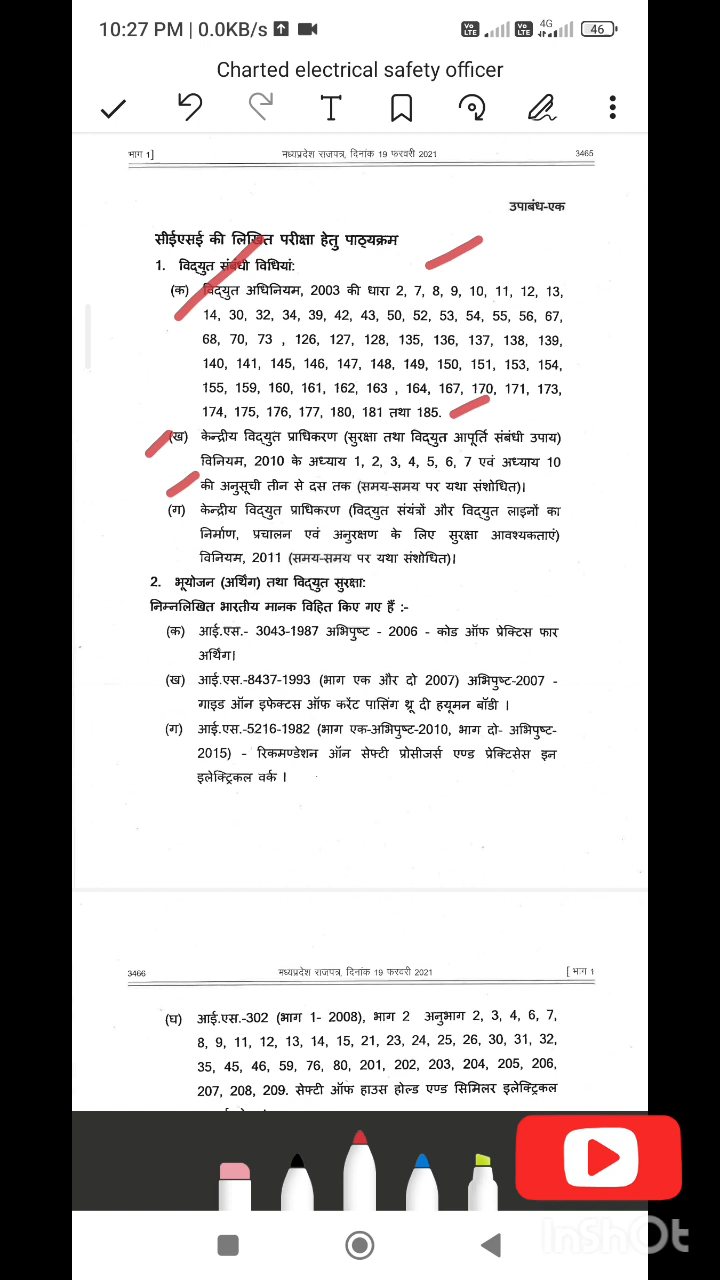 10:27 PM | 0.0KB/s
Vo LTE Vo LTE 4G 46
Charted electrical safety officer
T
भाग 1] मध्यप्रदेश राजपत्र, दिनांक 19 फरवरी 2021 3465
उपाबंध-एक
सीईएसई की लिखित परीक्षा हेतु पाठ्यक्रम
1. विद्युत संबंधी विधियां:
(क) विद्युत अधिनियम, 2003 की धारा 2, 7, 8, 9, 10, 11, 12, 13,
14, 30, 32, 34, 39, 42, 43, 50, 52, 53, 54, 55, 56, 67,
68, 70, 73 , 126, 127, 128, 135, 136, 137, 138, 139,
140, 141, 145, 146, 147, 148, 149, 150, 151, 153, 154,
155, 159, 160, 161, 162, 163 , 164, 167, 170, 171, 173,
174, 175, 176, 177, 180, 181 तथा 185.
(ख) केन्द्रीय विद्युत प्राधिकरण (सुरक्षा तथा विद्युत आपूर्ति संबंधी उपाय)
विनियम, 2010 के अध्याय 1, 2, 3, 4, 5, 6, 7 एवं अध्याय 10
की अनुसूची तीन से दस तक (समय-समय पर यथा संशोधित)।
(ग) केन्द्रीय विद्युत प्राधिकरण (विद्युत संयंत्रों और विद्युत लाइनों का
निर्माण, प्रचालन एवं अनुरक्षण के लिए सुरक्षा आवश्यकताएं)
विनियम, 2011 (समय-समय पर यथा संशोधित)।
2. भूयोजन (अर्थिंग) तथा विद्युत सुरक्षा:
निम्नलिखित भारतीय मानक विहित किए गए हैं :-
(क) आई.एस.- 3043-1987 अभिपुष्ट - 2006 - कोड ऑफ प्रेक्टिस फार
अर्थिंग।
(ख) आई.एस.-8437-1993 (भाग एक और दो 2007) अभिपुष्ट-2007 -
गाइड ऑन इफेक्टस ऑफ करेंट पासिंग थ्रू दी हयूमन बॉडी ।
(ग) आई.एस.-5216-1982 (भाग एक-अभिपुष्ट-2010, भाग दो- अभिपुष्ट-
2015) - रिकमण्डेशन ऑन सेफ्टी प्रोसीजर्स एण्ड प्रेक्टिसेस इन
इलेक्ट्रिकल वर्क ।
3466 मध्यप्रदेश राजपत्र, दिनांक 19 फरवरी 2021 [ भाग 1
(घ) आई.एस.-302 (भाग 1- 2008), भाग 2 अनुभाग 2, 3, 4, 6, 7,
8, 9, 11, 12, 13, 14, 15, 21, 23, 24, 25, 26, 30, 31, 32,
35, 45, 46, 59, 76, 80, 201, 202, 203, 204, 205, 206,
207, 208, 209. सेफ्टी ऑफ हाउस होल्ड एण्ड सिमिलर इलेक्ट्रिकल
InShOt